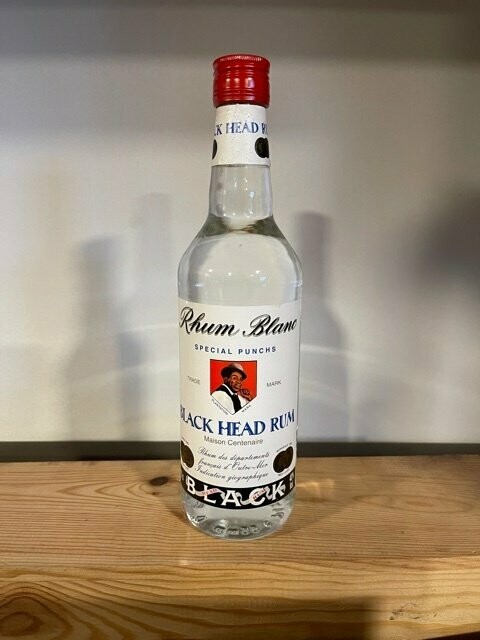 CK HEAD R
Rhum Blanc
SPECIAL PUNCHS
TRADE MARK
BLACK HEAD RUM
Maison Centenaire
Rhum des départements
français d'Outre-Mer
Indication géographique
BLACK